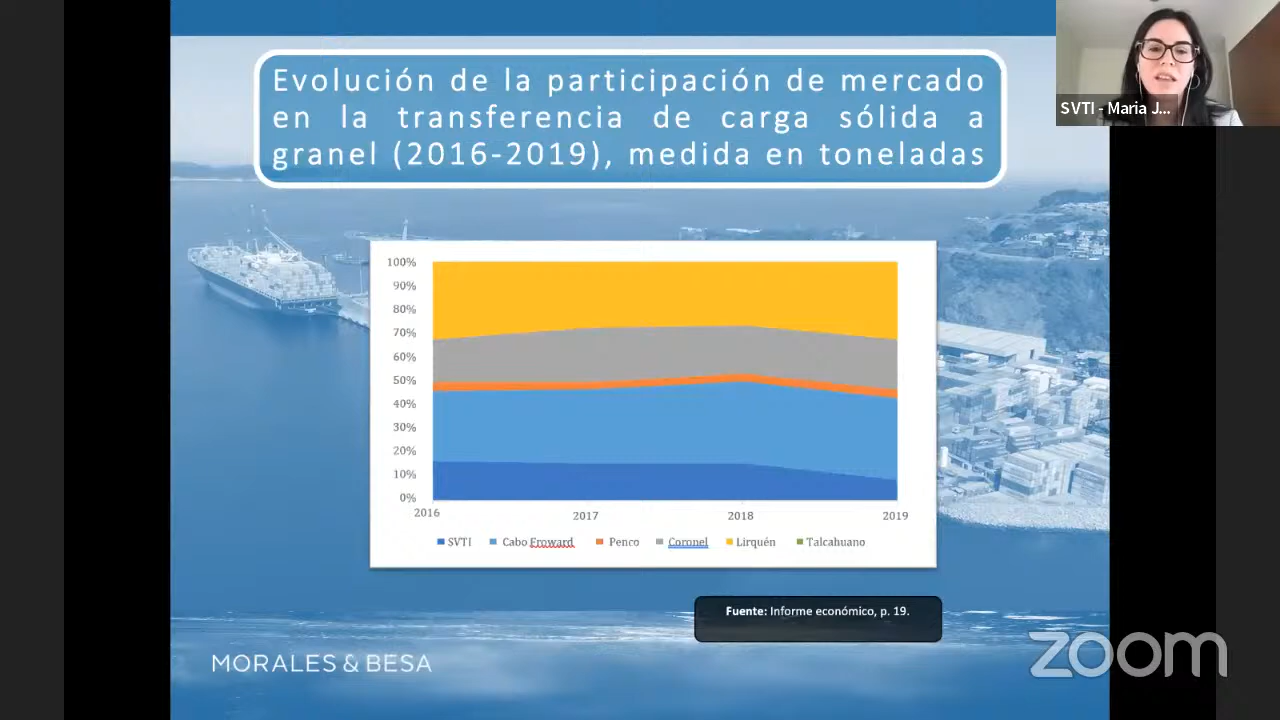 Evolución de la participación de mercado
en la transferencia de carga sólida a
granel (2016-2019), medida en toneladas
SVTI - Maria J...
100%
90%
80%
70%
60%
50%
40%
30%
20%
10%
0%
2016 2017 2018 2019
SVTI Cabo Froward Penco Coronel Lirquén Talcahuano
Fuente: Informe económico, p. 19.
MORALES & BESA
zoom